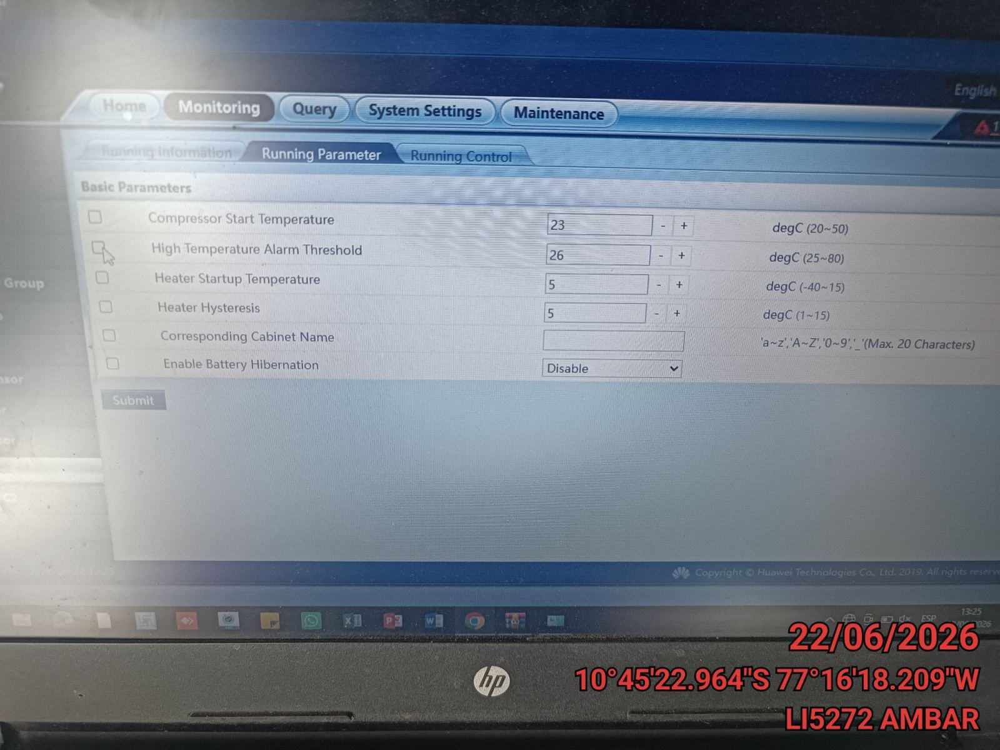 English
Home Monitoring Query System Settings Maintenance
1
Running Information Running Parameter Running Control
Basic Parameters
Compressor Start Temperature 23 - + degC (20~50)
High Temperature Alarm Threshold 26 - + degC (25~80)
Heater Startup Temperature 5 - + degC (-40~15)
Group
Heater Hysteresis 5 - + degC (1~15)
Corresponding Cabinet Name 'a~z','A~Z','0~9','_'(Max. 20 Characters)
Enable Battery Hibernation Disable
Submit
C2
Copyright © Huawei Technologies Co., Ltd. 2019. All rights
13:25
ESP
22/06/2026
hp
10°45'22.964"S 77°16'18.209"W
LI5272 AMBAR